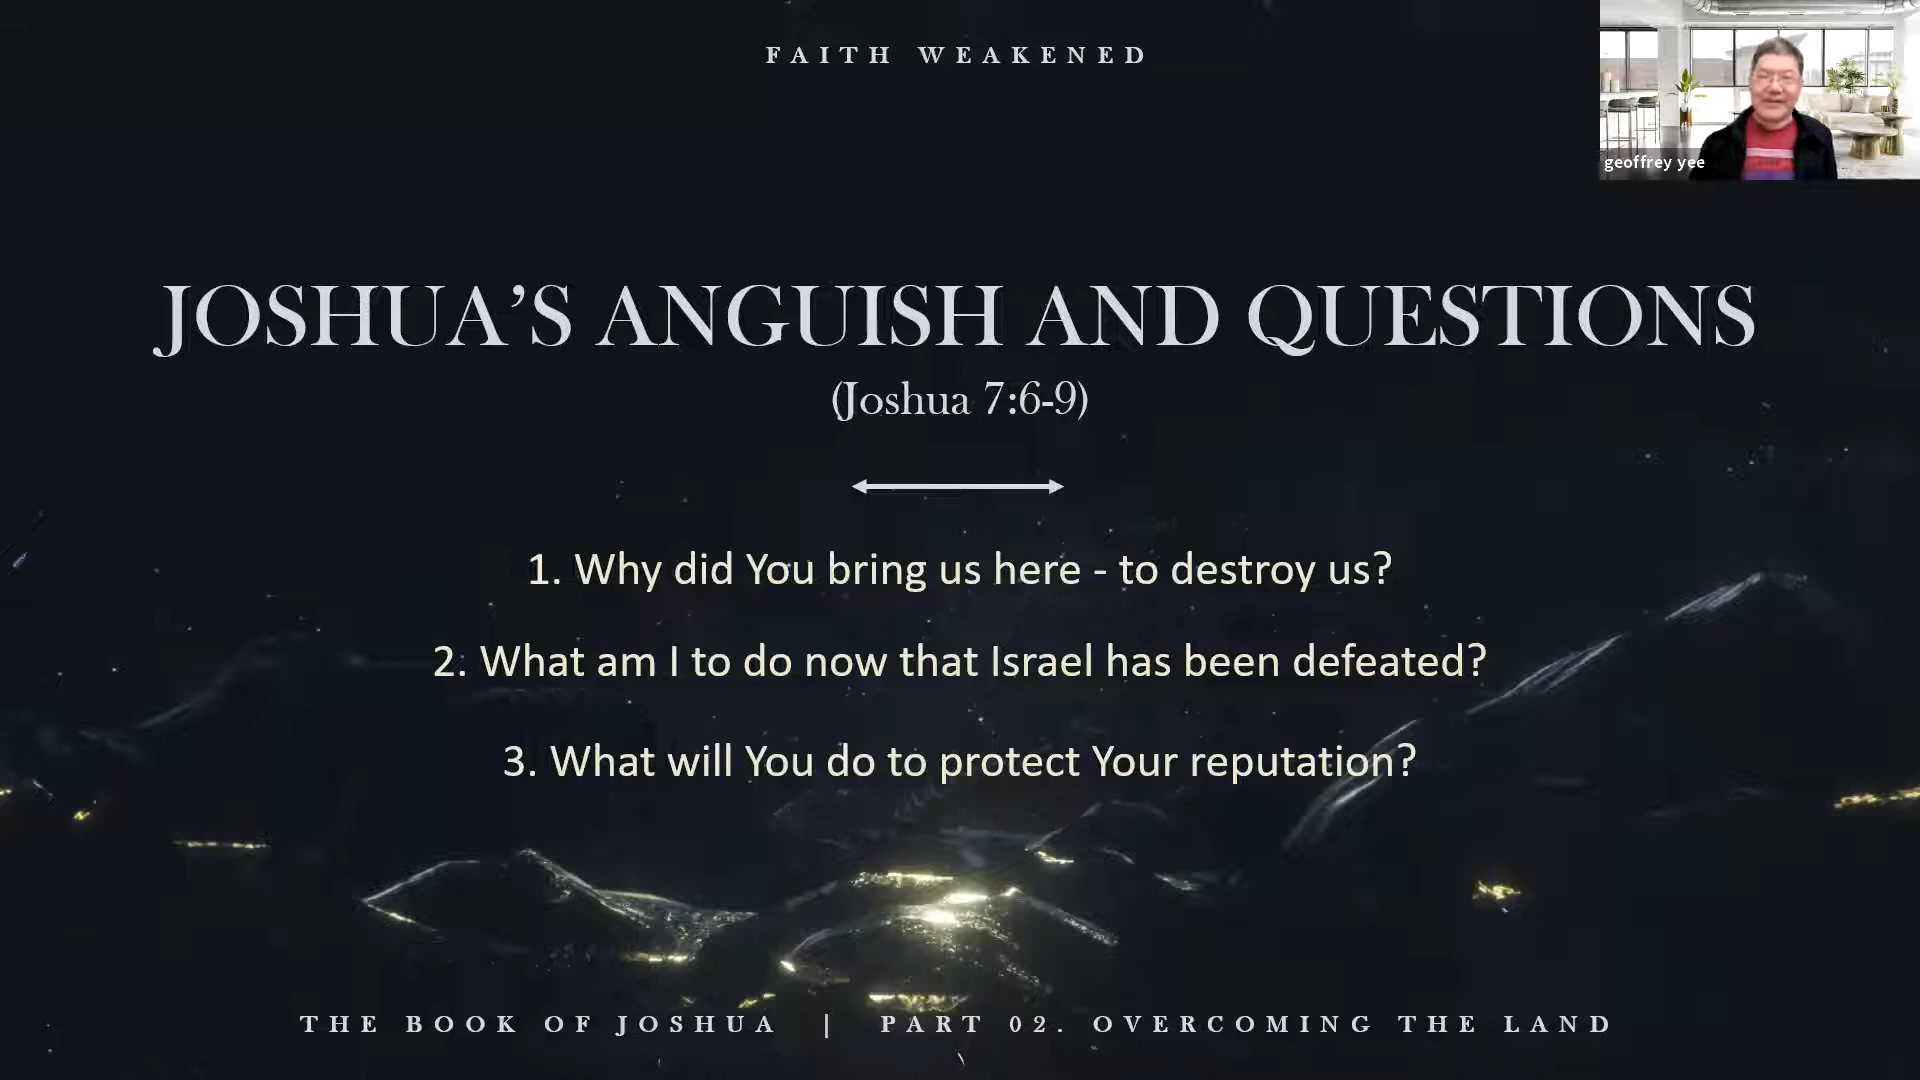 FAITH WEAKENED
geoffrey yee
JOSHUA’S ANGUISH AND QUESTIONS
(Joshua 7:6-9)
1. Why did You bring us here - to destroy us?
2. What am I to do now that Israel has been defeated?
3. What will You do to protect Your reputation?
THE BOOK OF JOSHUA | PART 02. OVERCOMING THE LAND